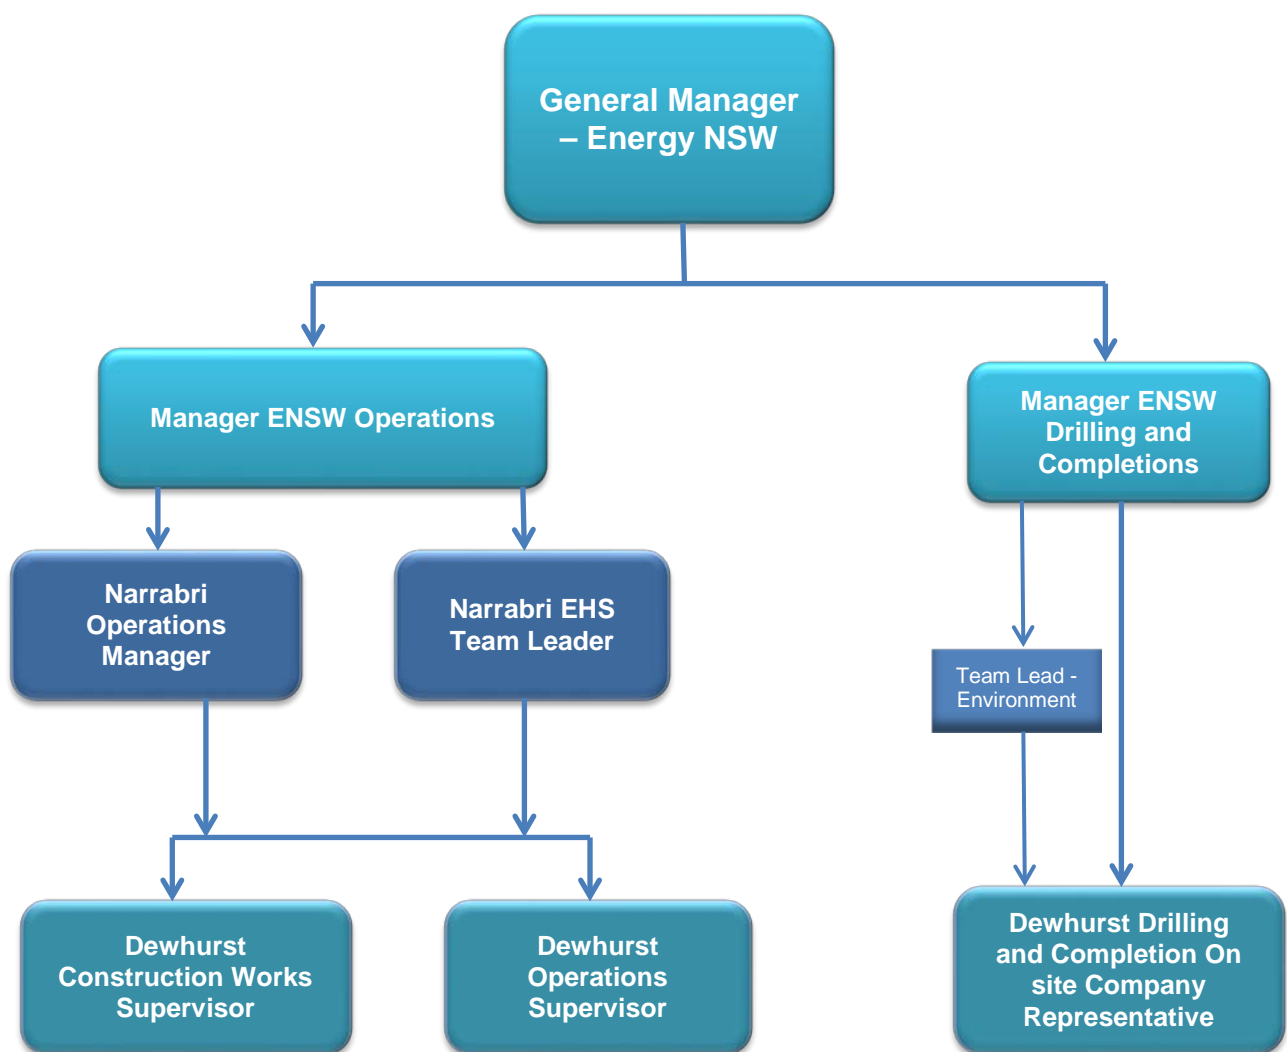 General Manager
– Energy NSW
Manager ENSW Operations
Manager ENSW
Drilling and
Completions
Narrabri
Operations
Manager
Narrabri EHS
Team Leader
Team Lead -
Environment
Dewhurst
Construction Works
Supervisor
Dewhurst
Operations
Supervisor
Dewhurst Drilling
and Completion On
site Company
Representative